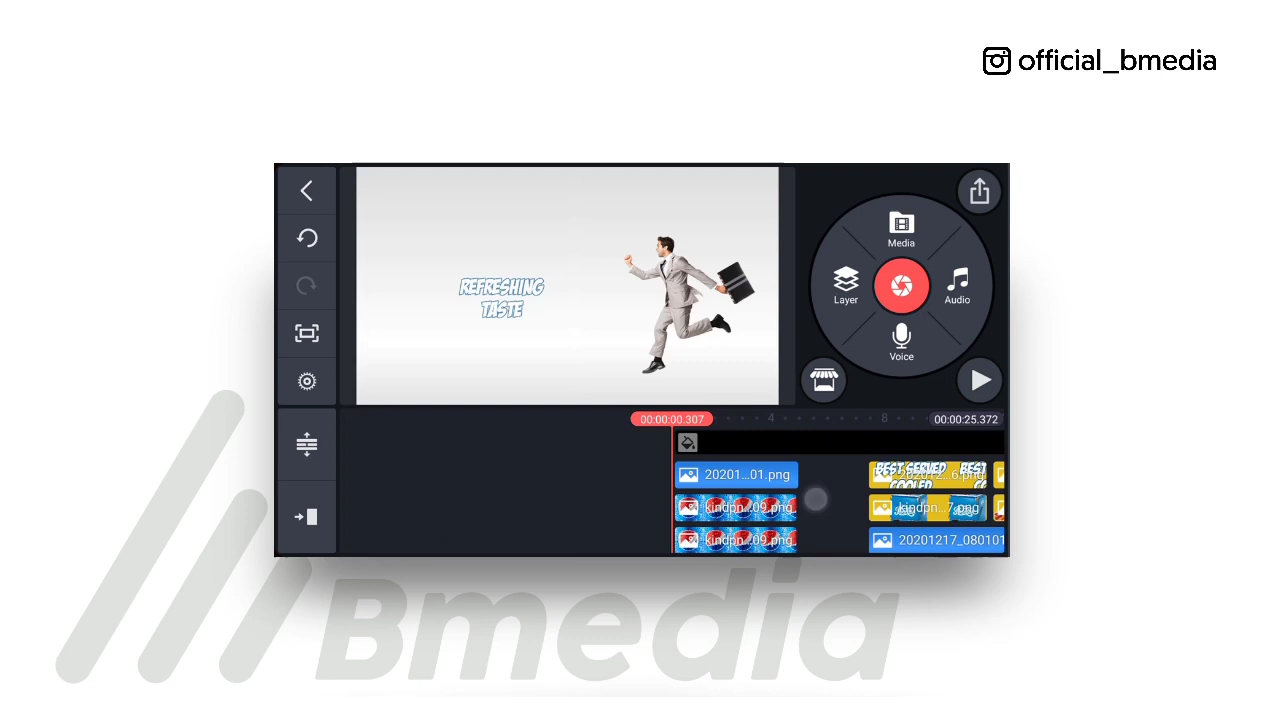 official_bmedia
Media
Layer
Audio
Voice
REFRESHING
TASTE
00:00:00.307
4
8
00:00:25.372
20201...01.png
kindpn...09.png
kindpn...09.png
BEST SERVED BEST
COOLED
kindpn...7.png
20201217_080101
Bmedia